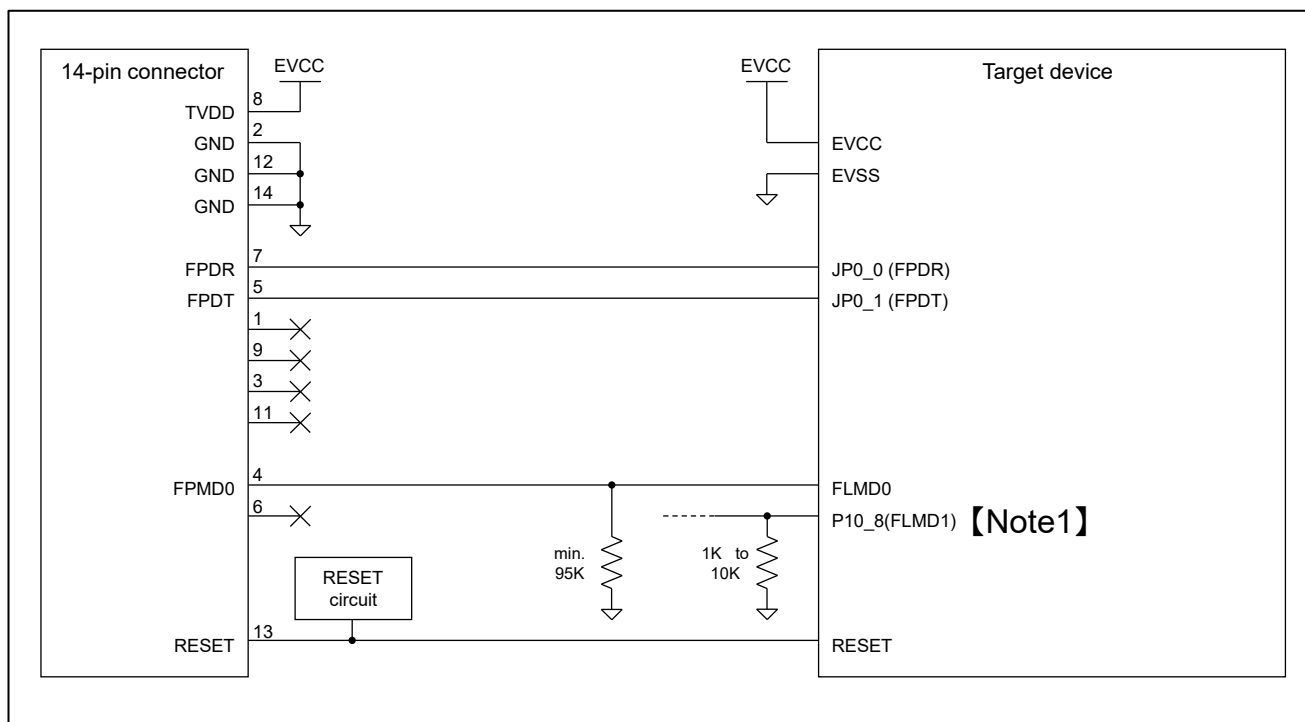 14-pin connector
EVCC
EVCC
Target device
8
TVDD
2
GND
EVCC
12
GND
EVSS
14
GND
7
FPDR
JP0_0 (FPDR)
5
FPDT
JP0_1 (FPDT)
1
9
3
11
4
FPMD0
FLMD0
6
P10_8(FLMD1) 【Note1】
min.
95K
1K to
10K
RESET
circuit
13
RESET
RESET